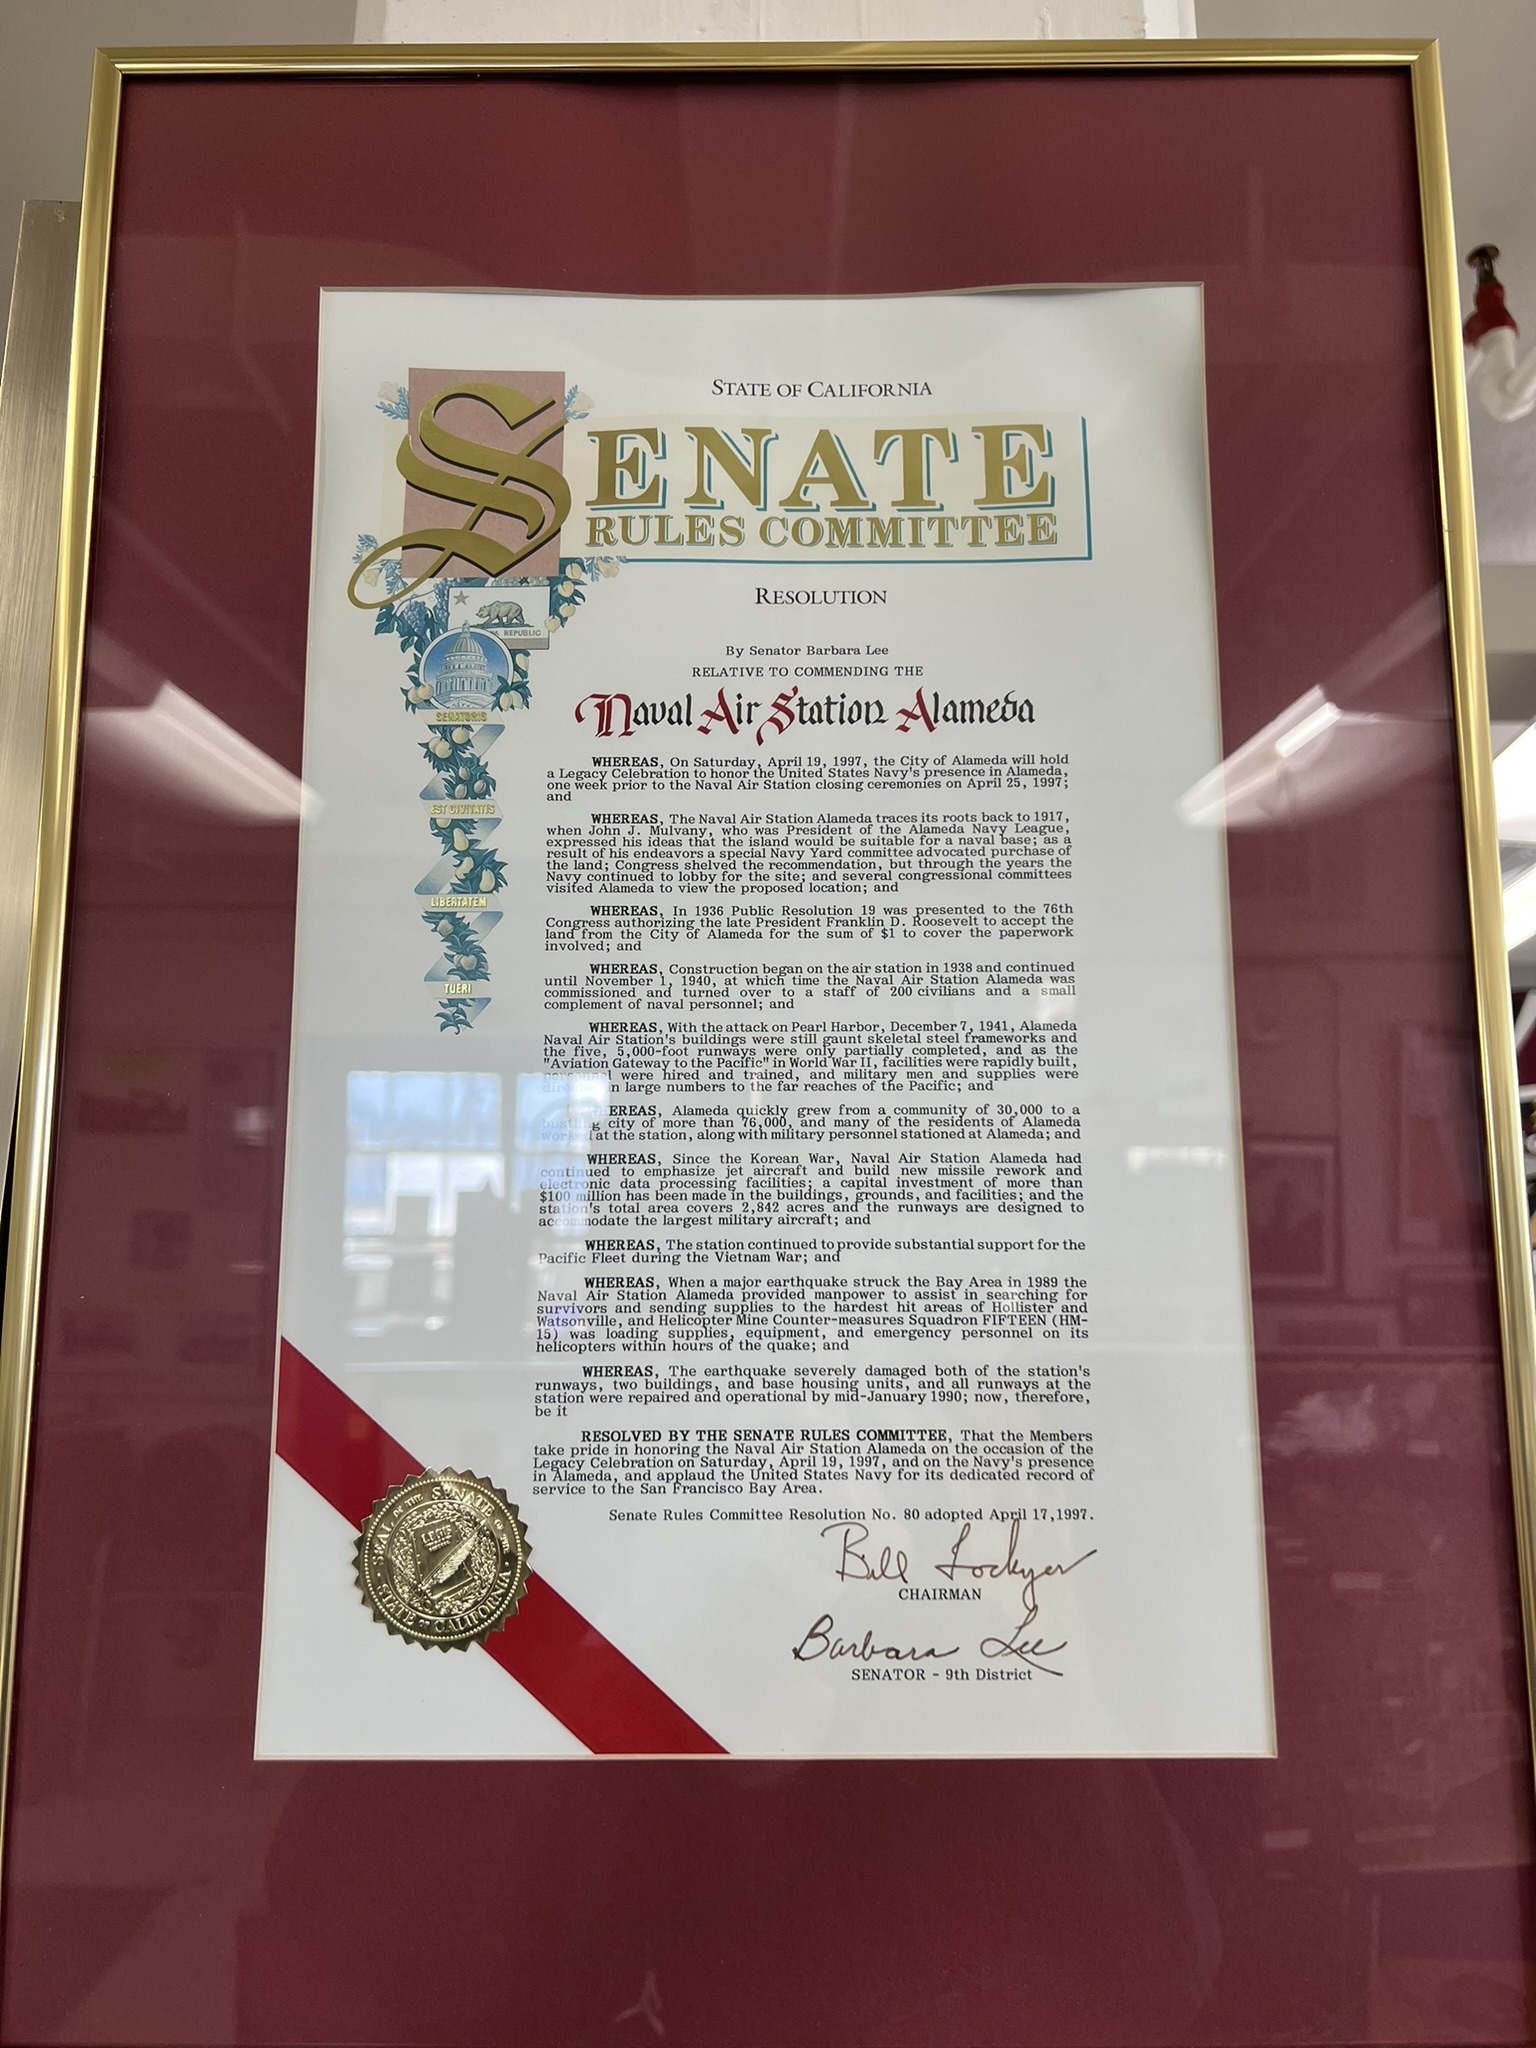 STATE OF CALIFORNIA
SENATE
RULES COMMITTEE
RESOLUTION
CALIFORNIA REPUBLIC
By Senator Barbara Lee
RELATIVE TO COMMENDING THE
Naval Air Station Alameda
SENATORIS
EST CIVITATIS
LIBERTATEM
TUERI
WHEREAS, On Saturday, April 19, 1997, the City of Alameda will hold
a Legacy Celebration to honor the United States Navy's presence in Alameda,
one week prior to the Naval Air Station closing ceremonies on April 25, 1997;
and
WHEREAS, The Naval Air Station Alameda traces its roots back to 1917,
when John J. Mulvany, who was President of the Alameda Navy League,
expressed his ideas that the island would be suitable for a naval base; as a
result of his endeavors a special Navy Yard committee advocated purchase of
the land; Congress shelved the recommendation, but through the years the
Navy continued to lobby for the site; and several congressional committees
visited Alameda to view the proposed location; and
WHEREAS, In 1936 Public Resolution 19 was presented to the 76th
Congress authorizing the late President Franklin D. Roosevelt to accept the
land from the City of Alameda for the sum of $1 to cover the paperwork
involved; and
WHEREAS, Construction began on the air station in 1938 and continued
until November 1, 1940, at which time the Naval Air Station Alameda was
commissioned and turned over to a staff of 200 civilians and a small
complement of naval personnel; and
WHEREAS, With the attack on Pearl Harbor, December 7, 1941, Alameda
Naval Air Station's buildings were still gaunt skeletal steel frameworks and
the five, 5,000-foot runways were only partially completed, and as the
"Aviation Gateway to the Pacific" in World War II, facilities were rapidly built,
personnel were hired and trained, and military men and supplies were
directed in large numbers to the far reaches of the Pacific; and
WHEREAS, Alameda quickly grew from a community of 30,000 to a
bustling city of more than 76,000, and many of the residents of Alameda
worked at the station, along with military personnel stationed at Alameda; and
WHEREAS, Since the Korean War, Naval Air Station Alameda had
continued to emphasize jet aircraft and build new missile rework and
electronic data processing facilities; a capital investment of more than
$100 million has been made in the buildings, grounds, and facilities; and the
station's total area covers 2,842 acres and the runways are designed to
accommodate the largest military aircraft; and
WHEREAS, The station continued to provide substantial support for the
Pacific Fleet during the Vietnam War; and
WHEREAS, When a major earthquake struck the Bay Area in 1989 the
Naval Air Station Alameda provided manpower to assist in searching for
survivors and sending supplies to the hardest hit areas of Hollister and
Watsonville, and Helicopter Mine Counter-measures Squadron FIFTEEN (HM-
15) was loading supplies, equipment, and emergency personnel on its
helicopters within hours of the quake; and
WHEREAS, The earthquake severely damaged both of the station's
runways, two buildings, and base housing units, and all runways at the
station were repaired and operational by mid-January 1990; now, therefore,
be it
RESOLVED BY THE SENATE RULES COMMITTEE, That the Members
take pride in honoring the Naval Air Station Alameda on the occasion of the
Legacy Celebration on Saturday, April 19, 1997, and on the Navy's presence
in Alameda, and applaud the United States Navy for its dedicated record of
service to the San Francisco Bay Area.
Senate Rules Committee Resolution No. 80 adopted April 17, 1997.
Bill Lockyer
CHAIRMAN
Barbara Lee
SENATOR - 9th District
SEAL OF THE SENATE OF THE
STATE OF CALIFORNIA
LEGIS